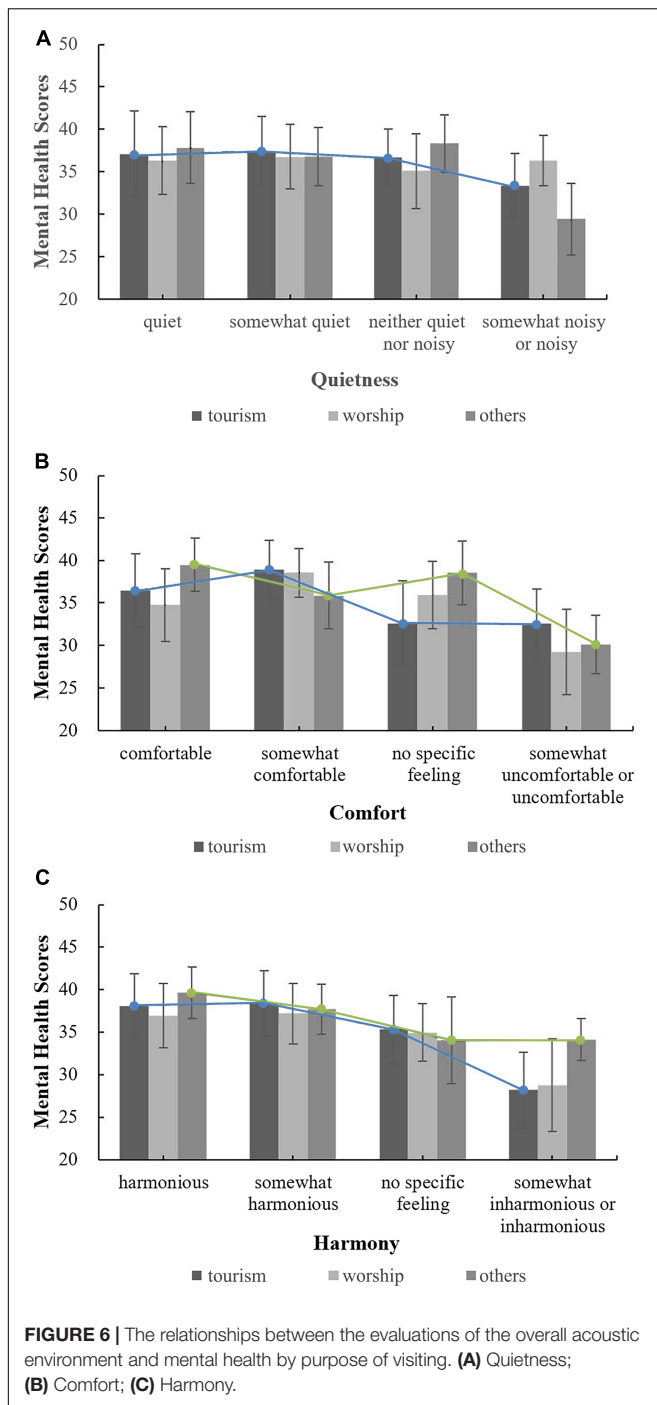 A
50
45
40
35
30
25
20
Mental Health Scores
quiet
somewhat quiet
neither quiet
nor noisy
somewhat noisy
or noisy
Quietness
tourism
worship
others
B
50
45
40
35
30
25
20
Mental Health Scores
comfortable
somewhat
comfortable
no specific
feeling
somewhat
uncomfortable or
uncomfortable
Comfort
tourism
worship
others
C
50
45
40
35
30
25
20
Mental Health Scores
harmonious
somewhat
harmonious
no specific
feeling
somewhat
inharmonious or
inharmonious
Harmony
tourism
worship
others
FIGURE 6 | The relationships between the evaluations of the overall acoustic
environment and mental health by purpose of visiting. (A) Quietness;
(B) Comfort; (C) Harmony.